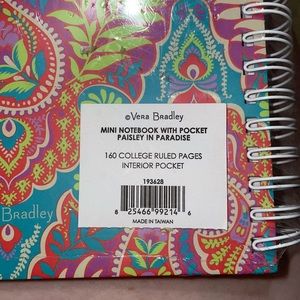 ©Vera Bradley
MINI NOTEBOOK WITH POCKET
PAISLEY IN PARADISE
160 COLLEGE RULED PAGES
INTERIOR POCKET
193628
8 25466 99214 6
MADE IN TAIWAN
Bradley